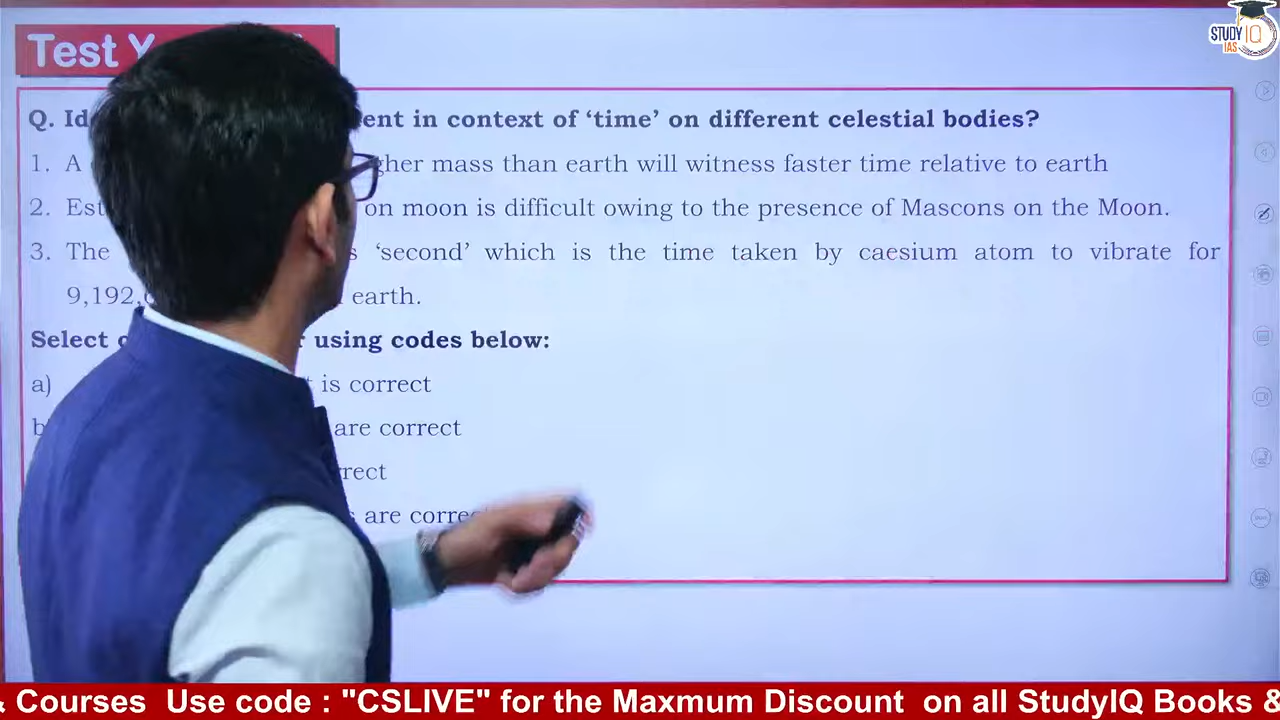 Test
STUDY IQ
IAS
Q. ent in context of ‘time’ on different celestial bodies?
1. A gher mass than earth will witness faster time relative to earth
2. Est on moon is difficult owing to the presence of Mascons on the Moon.
3. The ‘second’ which is the time taken by caesium atom to vibrate for
9,192, earth.
Select using codes below:
a) is correct
are correct
are
& Courses Use code : "CSLIVE" for the Maxmum Discount on all StudyIQ Books &